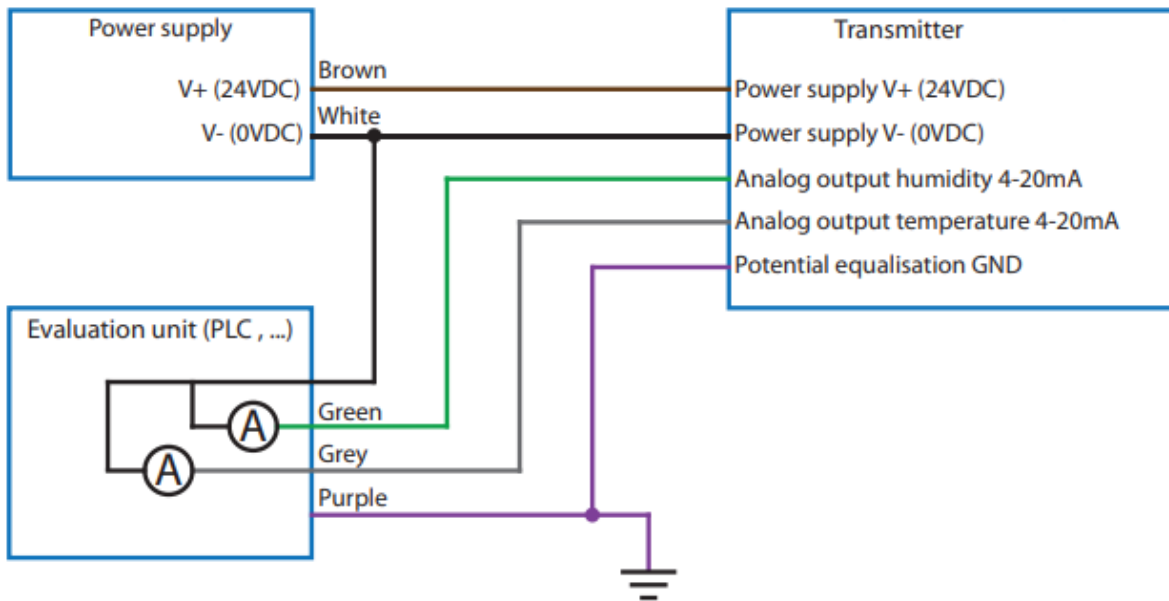 Power supply
V+ (24VDC)
V- (0VDC)
Brown
White
Transmitter
Power supply V+ (24VDC)
Power supply V- (0VDC)
Analog output humidity 4-20mA
Analog output temperature 4-20mA
Potential equalisation GND
Evaluation unit (PLC , ...)
A
A
Green
Grey
Purple